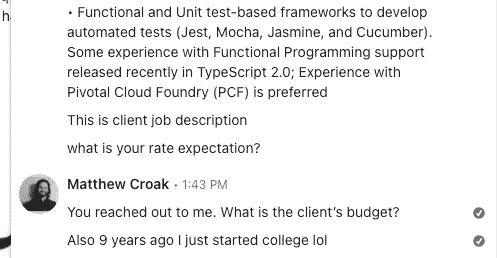 • Functional and Unit test-based frameworks to develop
automated tests (Jest, Mocha, Jasmine, and Cucumber).
Some experience with Functional Programming support
released recently in TypeScript 2.0; Experience with
Pivotal Cloud Foundry (PCF) is preferred
This is client job description
what is your rate expectation?
Matthew Croak • 1:43 PM
You reached out to me. What is the client’s budget?
Also 9 years ago I just started college lol